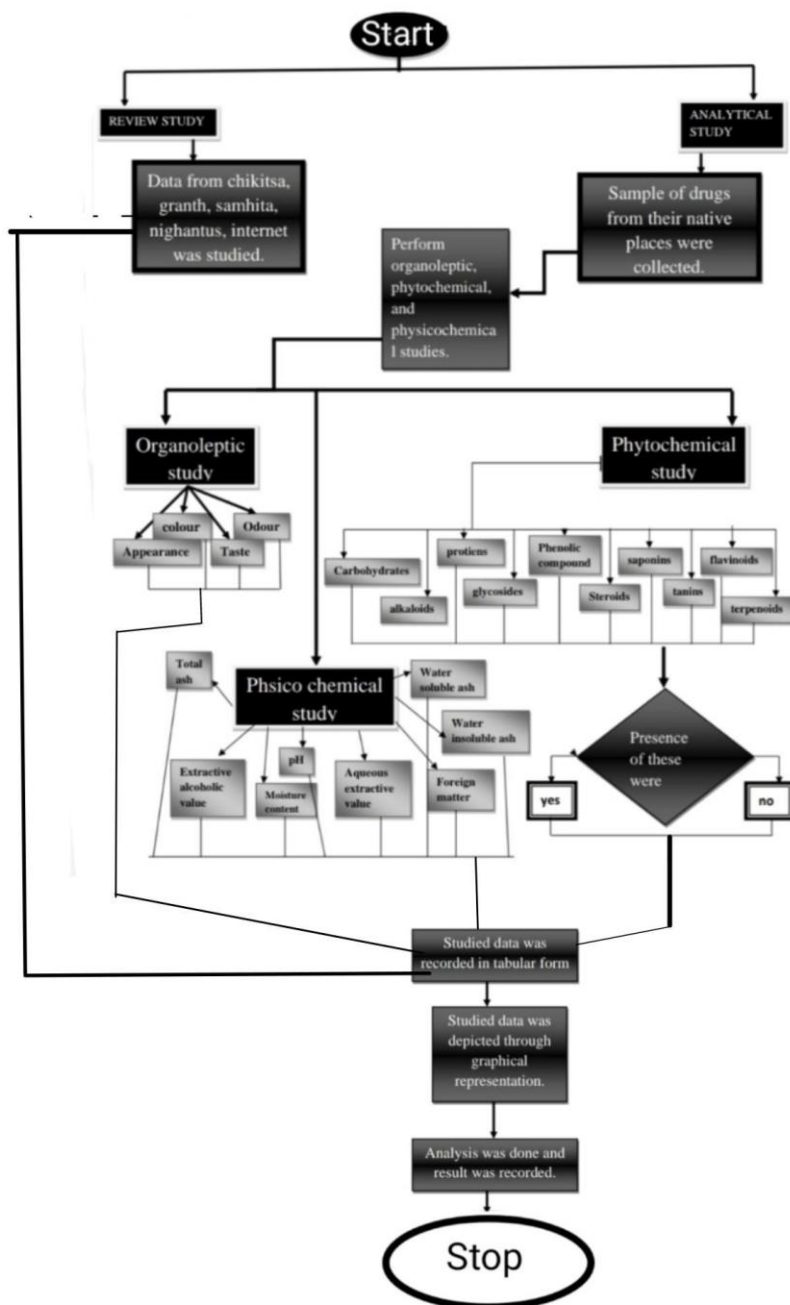 Start
REVIEW STUDY
ANALYTICAL
STUDY
Data from chikitsa,
granth, samhita,
nighantus, internet
was studied.
Sample of drugs
from their native
places were
collected.
Perform
organoleptic,
phytochemical,
and
physicochemica
l studies.
Organoleptic
study
Phytochemical
study
colour
Odour
Appearance
Taste
Carbohydrates
alkaloids
protiens
glycosides
Phenolic
compound
Steroids
saponins
tanins
flavinoids
terpenoids
Total
ash
Phsico chemical
study
Water
soluble ash
Water
insoluble ash
Extractive
alcoholic
value
Moisture
content
pH
Aqueous
extractive
value
Foreign
matter
Presence
of these
were
yes
no
Studied data was
recorded in tabular form
Studied data was
depicted through
graphical
representation.
Analysis was done and
result was recorded.
Stop